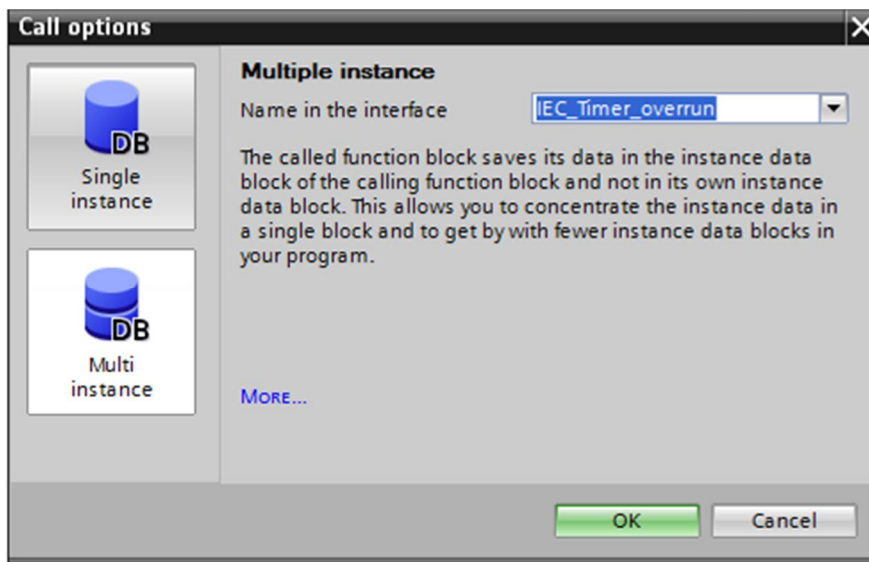 Call options
DB
Single
instance
DB
Multi
instance
Multiple instance
Name in the interface IEC_Timer_overrun
The called function block saves its data in the instance data
block of the calling function block and not in its own instance
data block. This allows you to concentrate the instance data in
a single block and to get by with fewer instance data blocks in
your program.
MORE...
OK Cancel